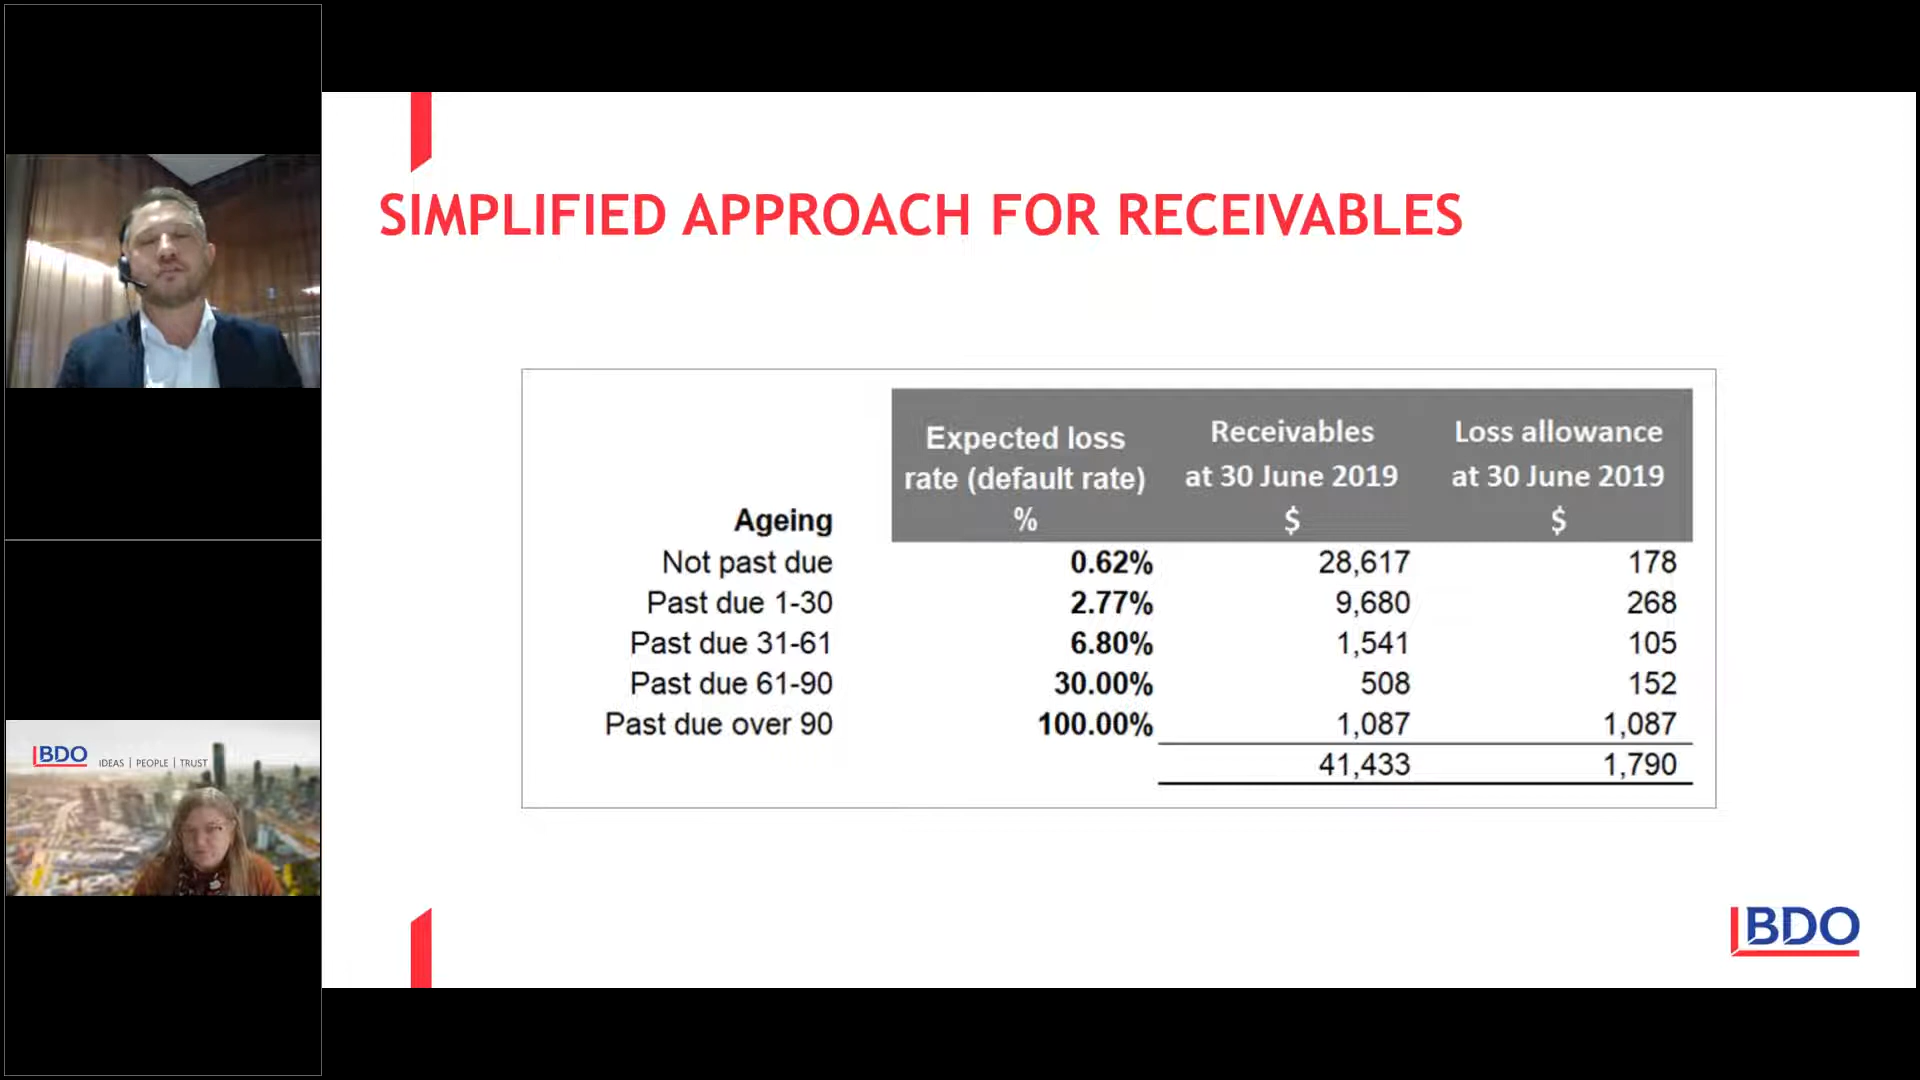 SIMPLIFIED APPROACH FOR RECEIVABLES
Expected loss rate (default rate) %
Receivables at 30 June 2019 $
Loss allowance at 30 June 2019 $
Ageing
Not past due 0.62% 28,617 178
Past due 1-30 2.77% 9,680 268
Past due 31-61 6.80% 1,541 105
Past due 61-90 30.00% 508 152
Past due over 90 100.00% 1,087 1,087
41,433 1,790
BDO IDEAS | PEOPLE | TRUST
BDO